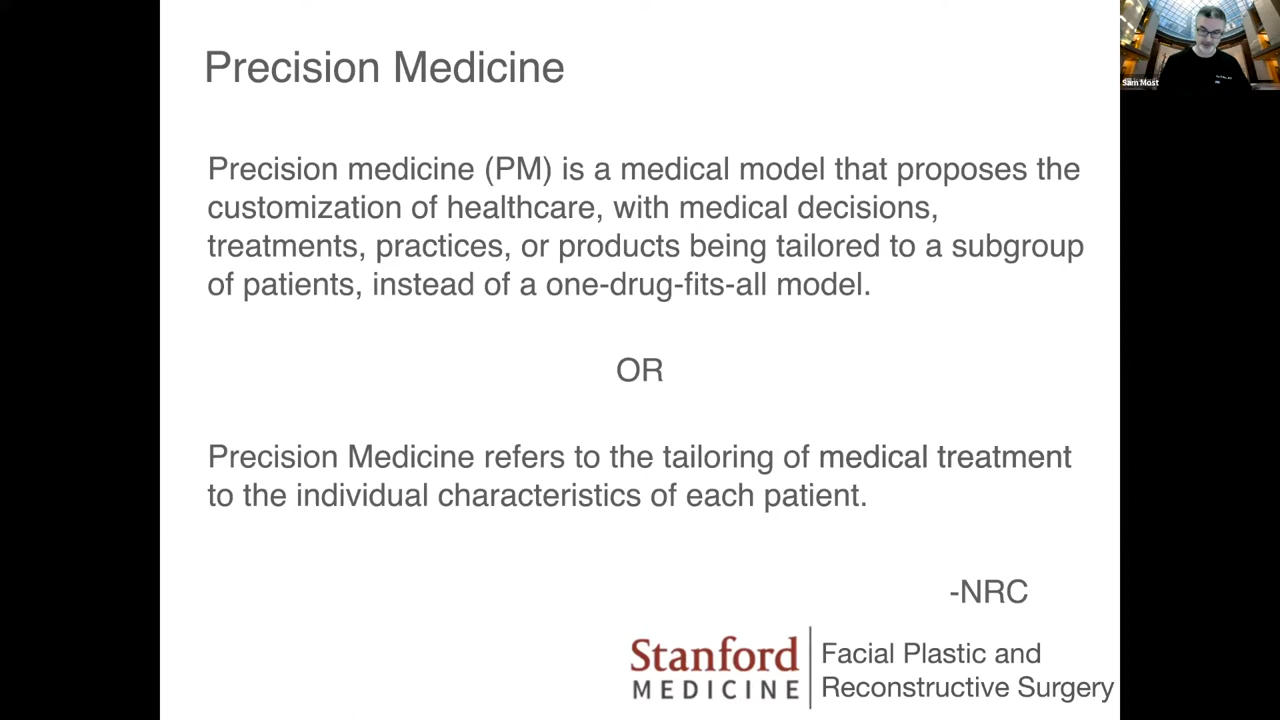 Precision Medicine
Sam Most
Precision medicine (PM) is a medical model that proposes the
customization of healthcare, with medical decisions,
treatments, practices, or products being tailored to a subgroup
of patients, instead of a one-drug-fits-all model.
OR
Precision Medicine refers to the tailoring of medical treatment
to the individual characteristics of each patient.
-NRC
Stanford
MEDICINE
Facial Plastic and
Reconstructive Surgery